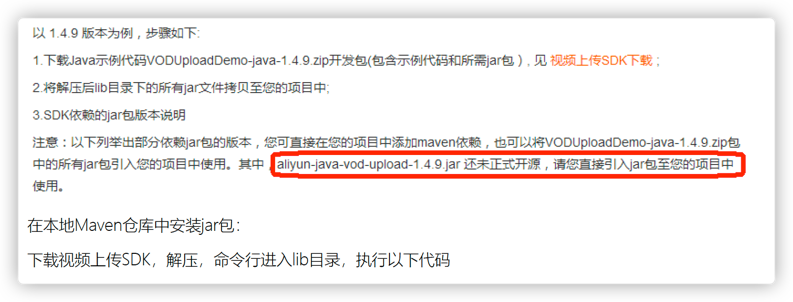 以 1.4.9 版本为例，步骤如下:
1.下载Java示例代码VODUploadDemo-java-1.4.9.zip开发包(包含示例代码和所需jar包)，见 视频上传SDK下载；
2.将解压后lib目录下的所有jar文件拷贝至您的项目中;
3.SDK依赖的jar包版本说明
注意：以下列举出部分依赖jar包的版本，您可直接在您的项目中添加maven依赖，也可以将VODUploadDemo-java-1.4.9.zip包
中的所有jar包引入您的项目中使用。其中，aliyun-java-vod-upload-1.4.9.jar 还未正式开源，请您直接引入jar包至您的项目中
使用。
在本地Maven仓库中安装jar包：
下载视频上传SDK，解压，命令行进入lib目录，执行以下代码